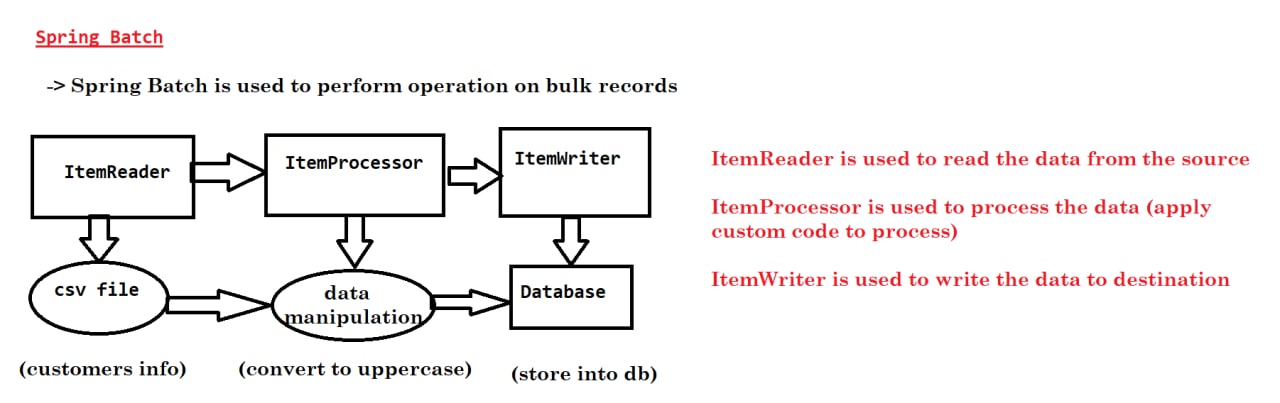 Spring Batch
-> Spring Batch is used to perform operation on bulk records
ItemReader
ItemProcessor
ItemWriter
csv file
data
manipulation
Database
(customers info)
(convert to uppercase)
(store into db)
ItemReader is used to read the data from the source
ItemProcessor is used to process the data (apply
custom code to process)
ItemWriter is used to write the data to destination